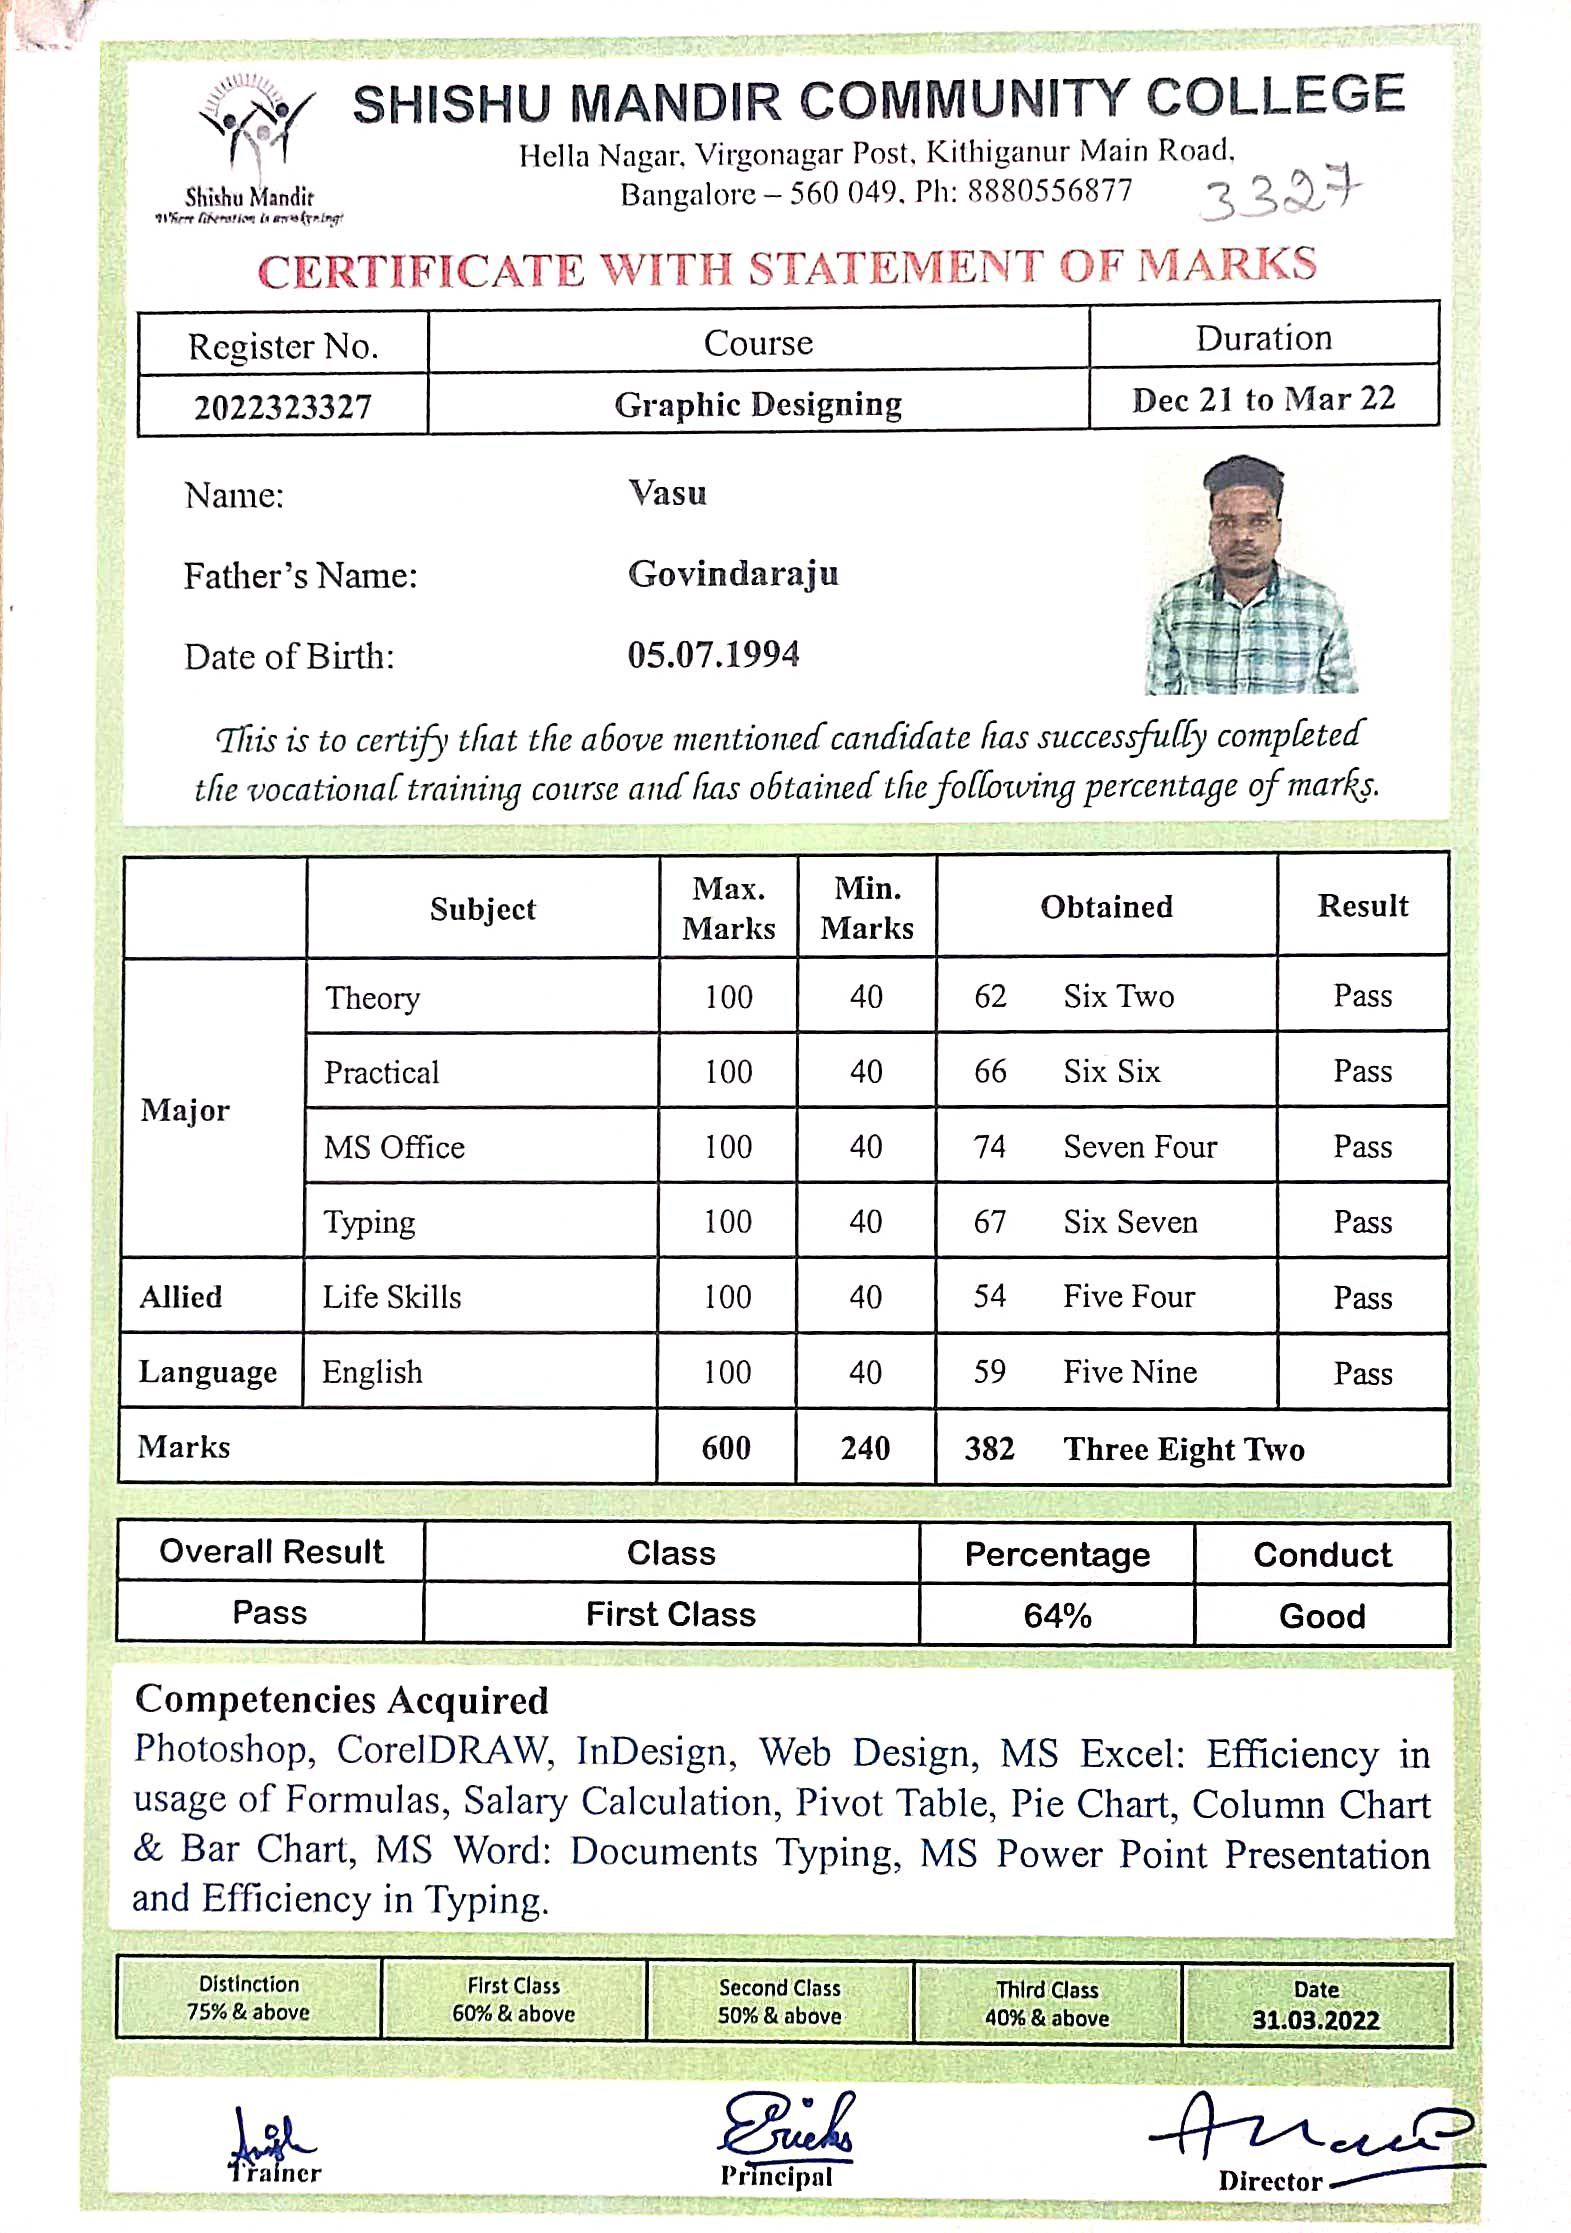 SHISHU MANDIR COMMUNITY COLLEGE
Hella Nagar, Virgonagar Post, Kithiganur Main Road,
Bangalore – 560 049, Ph: 8880556877
3327
Shishu Mandir
Where liberation is awakening!
CERTIFICATE WITH STATEMENT OF MARKS
Register No. Course Duration
2022323327 Graphic Designing Dec 21 to Mar 22
Name: Vasu
Father's Name: Govindaraju
Date of Birth: 05.07.1994
This is to certify that the above mentioned candidate has successfully completed
the vocational training course and has obtained the following percentage of marks.
Subject Max. Marks Min. Marks Obtained Result
Major
Theory 100 40 62 Six Two Pass
Practical 100 40 66 Six Six Pass
MS Office 100 40 74 Seven Four Pass
Typing 100 40 67 Six Seven Pass
Allied Life Skills 100 40 54 Five Four Pass
Language English 100 40 59 Five Nine Pass
Marks 600 240 382 Three Eight Two
Overall Result Class Percentage Conduct
Pass First Class 64% Good
Competencies Acquired
Photoshop, CorelDRAW, InDesign, Web Design, MS Excel: Efficiency in
usage of Formulas, Salary Calculation, Pivot Table, Pie Chart, Column Chart
& Bar Chart, MS Word: Documents Typing, MS Power Point Presentation
and Efficiency in Typing.
Distinction First Class Second Class Third Class Date
75% & above 60% & above 50% & above 40% & above 31.03.2022
Trainer Principal Director